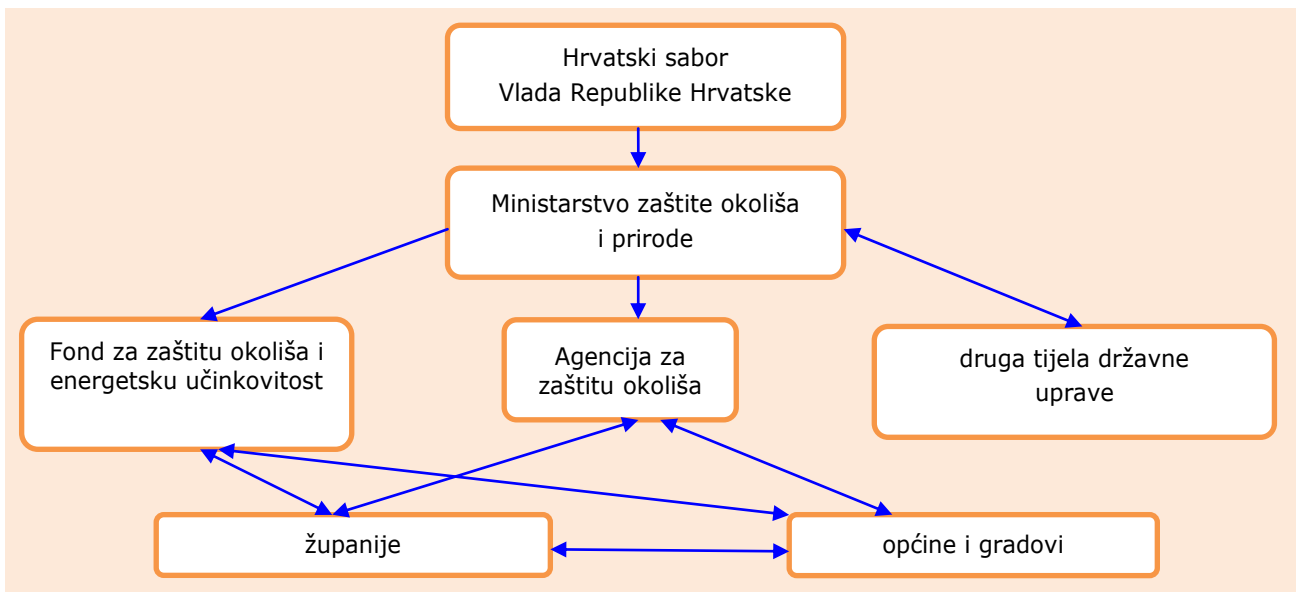 Hrvatski sabor
Vlada Republike Hrvatske
Ministarstvo zaštite okoliša
i prirode
Fond za zaštitu okoliša i
energetsku učinkovitost
Agencija za
zaštitu okoliša
druga tijela državne
uprave
županije
općine i gradovi